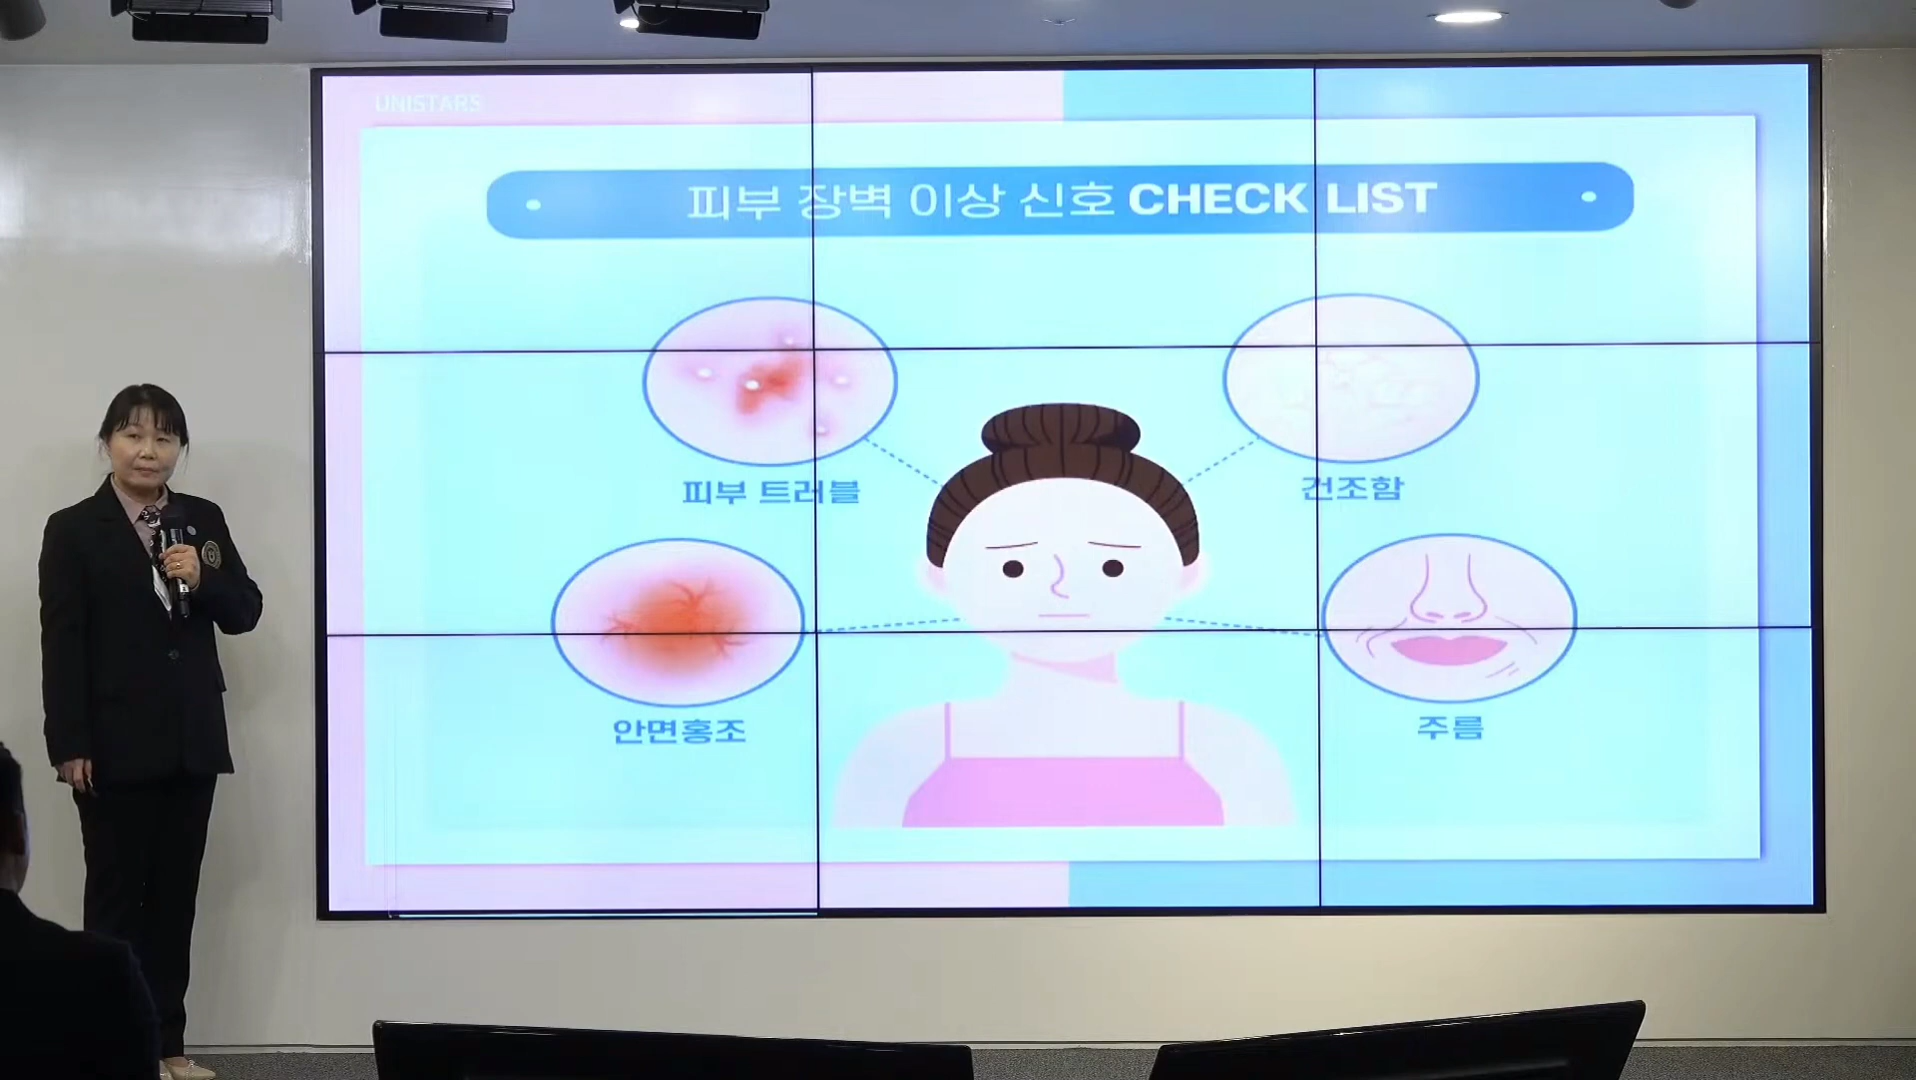 UNISTARS
피부 장벽 이상 신호 CHECK LIST
피부 트러블
건조함
안면홍조
주름